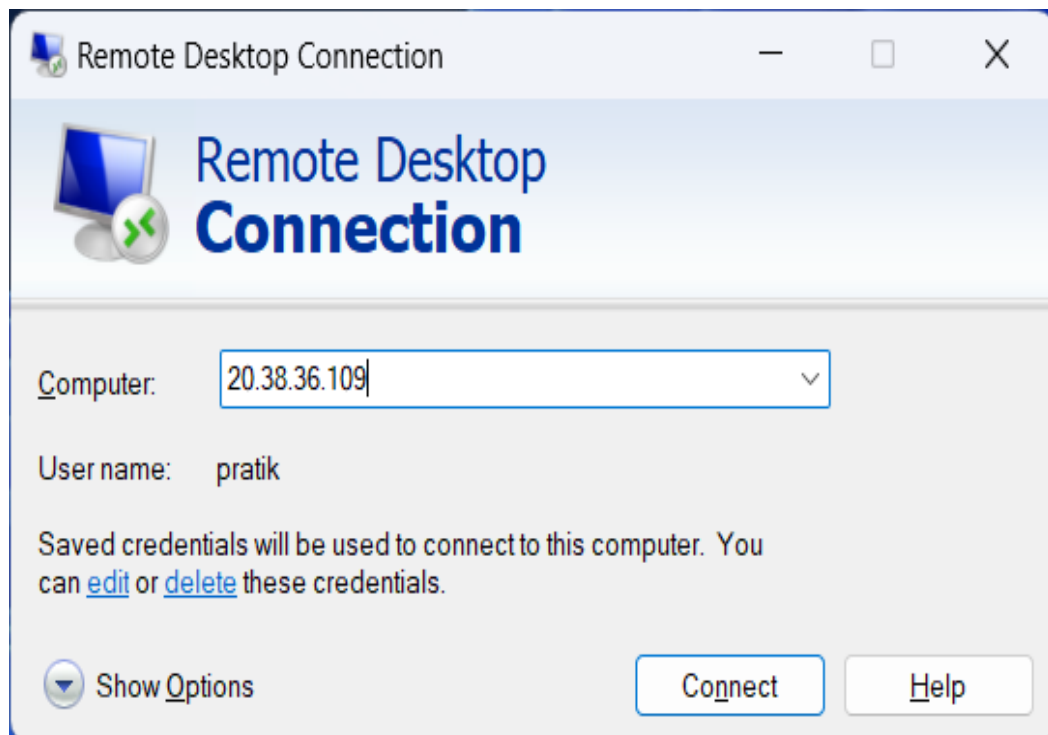 Remote Desktop Connection
Remote Desktop
Connection
Computer: 20.38.36.109
User name: pratik
Saved credentials will be used to connect to this computer. You
can edit or delete these credentials.
Show Options Connect Help